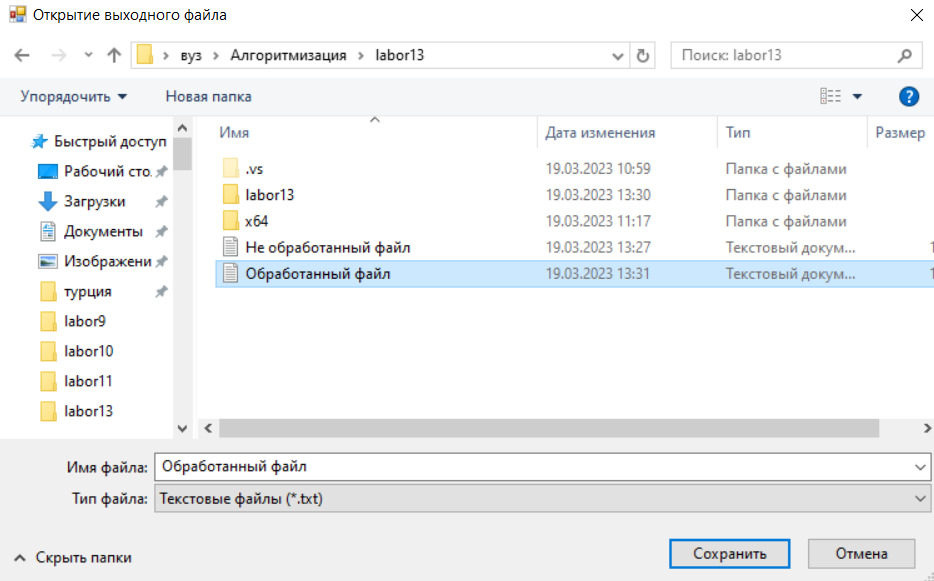 Открытие выходного файла
вуз Алгоритмизация labor13
Поиск: labor13
Упорядочить Новая папка
?
Имя Дата изменения Тип Размер
Быстрый доступ
Рабочий сто.
Загрузки
Документы
Изображени
турция
labor9
labor10
labor11
labor13
.vs 19.03.2023 10:59 Папка с файлами
labor13 19.03.2023 13:30 Папка с файлами
x64 19.03.2023 11:17 Папка с файлами
Не обработанный файл 19.03.2023 13:27 Текстовый докум...
Обработанный файл 19.03.2023 13:31 Текстовый докум...
Имя файла: Обработанный файл
Тип файла: Текстовые файлы (*.txt)
Скрыть папки
Сохранить Отмена